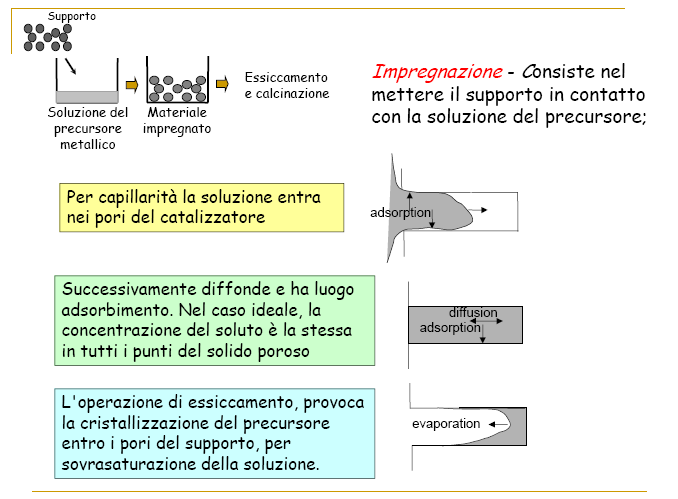 Supporto
Soluzione del
precursore
metallico
Materiale
impregnato
Essiccamento
e calcinazione
Impregnazione - Consiste nel
mettere il supporto in contatto
con la soluzione del precursore;
Per capillarità la soluzione entra
nei pori del catalizzatore
adsorption
Successivamente diffonde e ha luogo
adsorbimento. Nel caso ideale, la
concentrazione del soluto è la stessa
in tutti i punti del solido poroso
diffusion
adsorption
L'operazione di essiccamento, provoca
la cristallizzazione del precursore
entro i pori del supporto, per
sovrasaturazione della soluzione.
evaporation